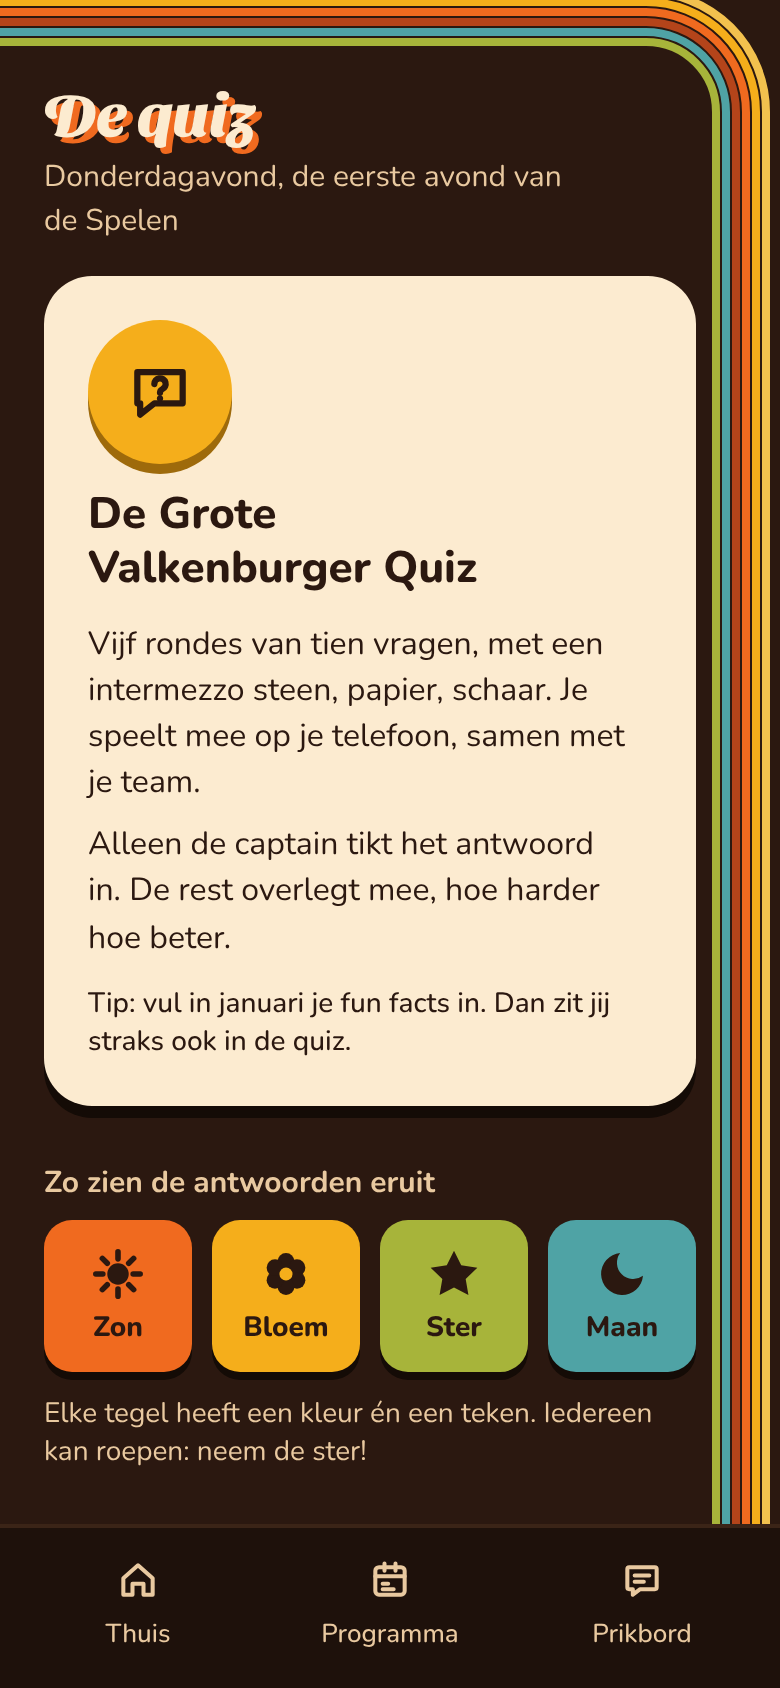 De quiz
Donderdagavond, de eerste avond van
de Spelen
De Grote
Valkenburger Quiz
Vijf rondes van tien vragen, met een
intermezzo steen, papier, schaar. Je
speelt mee op je telefoon, samen met
je team.
Alleen de captain tikt het antwoord
in. De rest overlegt mee, hoe harder
hoe beter.
Tip: vul in januari je fun facts in. Dan zit jij
straks ook in de quiz.
Zo zien de antwoorden eruit
Zon
Bloem
Ster
Maan
Elke tegel heeft een kleur én een teken. Iedereen
kan roepen: neem de ster!
Thuis
Programma
Prikbord